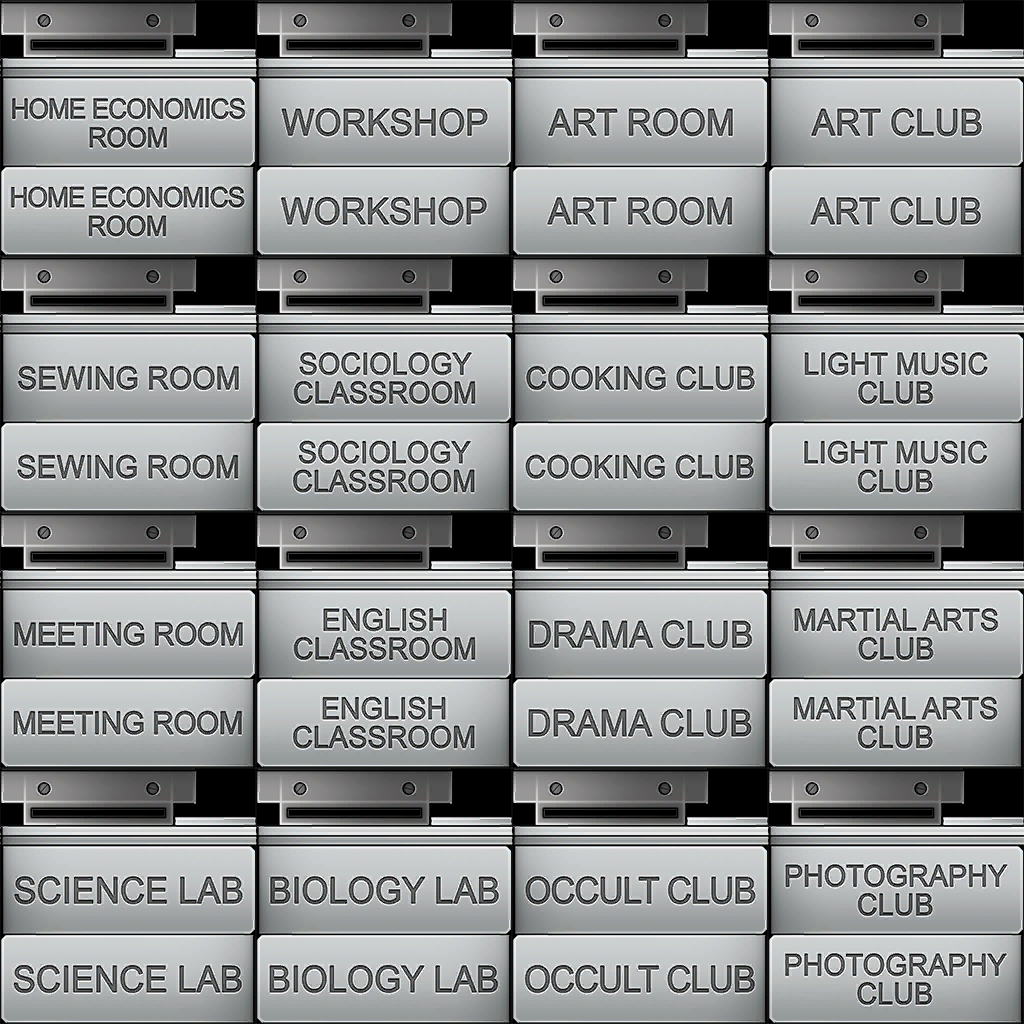 HOME ECONOMICS
ROOM
HOME ECONOMICS
ROOM
WORKSHOP
WORKSHOP
ART ROOM
ART ROOM
ART CLUB
ART CLUB
SEWING ROOM
SEWING ROOM
SOCIOLOGY
CLASSROOM
SOCIOLOGY
CLASSROOM
COOKING CLUB
COOKING CLUB
LIGHT MUSIC
CLUB
LIGHT MUSIC
CLUB
MEETING ROOM
MEETING ROOM
ENGLISH
CLASSROOM
ENGLISH
CLASSROOM
DRAMA CLUB
DRAMA CLUB
MARTIAL ARTS
CLUB
MARTIAL ARTS
CLUB
SCIENCE LAB
SCIENCE LAB
BIOLOGY LAB
BIOLOGY LAB
OCCULT CLUB
OCCULT CLUB
PHOTOGRAPHY
CLUB
PHOTOGRAPHY
CLUB